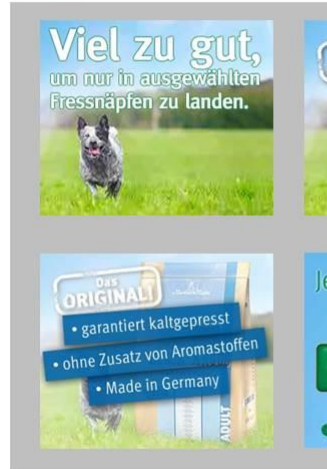 Viel zu gut,
um nur in ausgewählten
Fressnäpfen zu landen.
Das
ORIGINAL!
• garantiert kaltgepresst
• ohne Zusatz von Aromastoffen
• Made in Germany
ADULT
Je